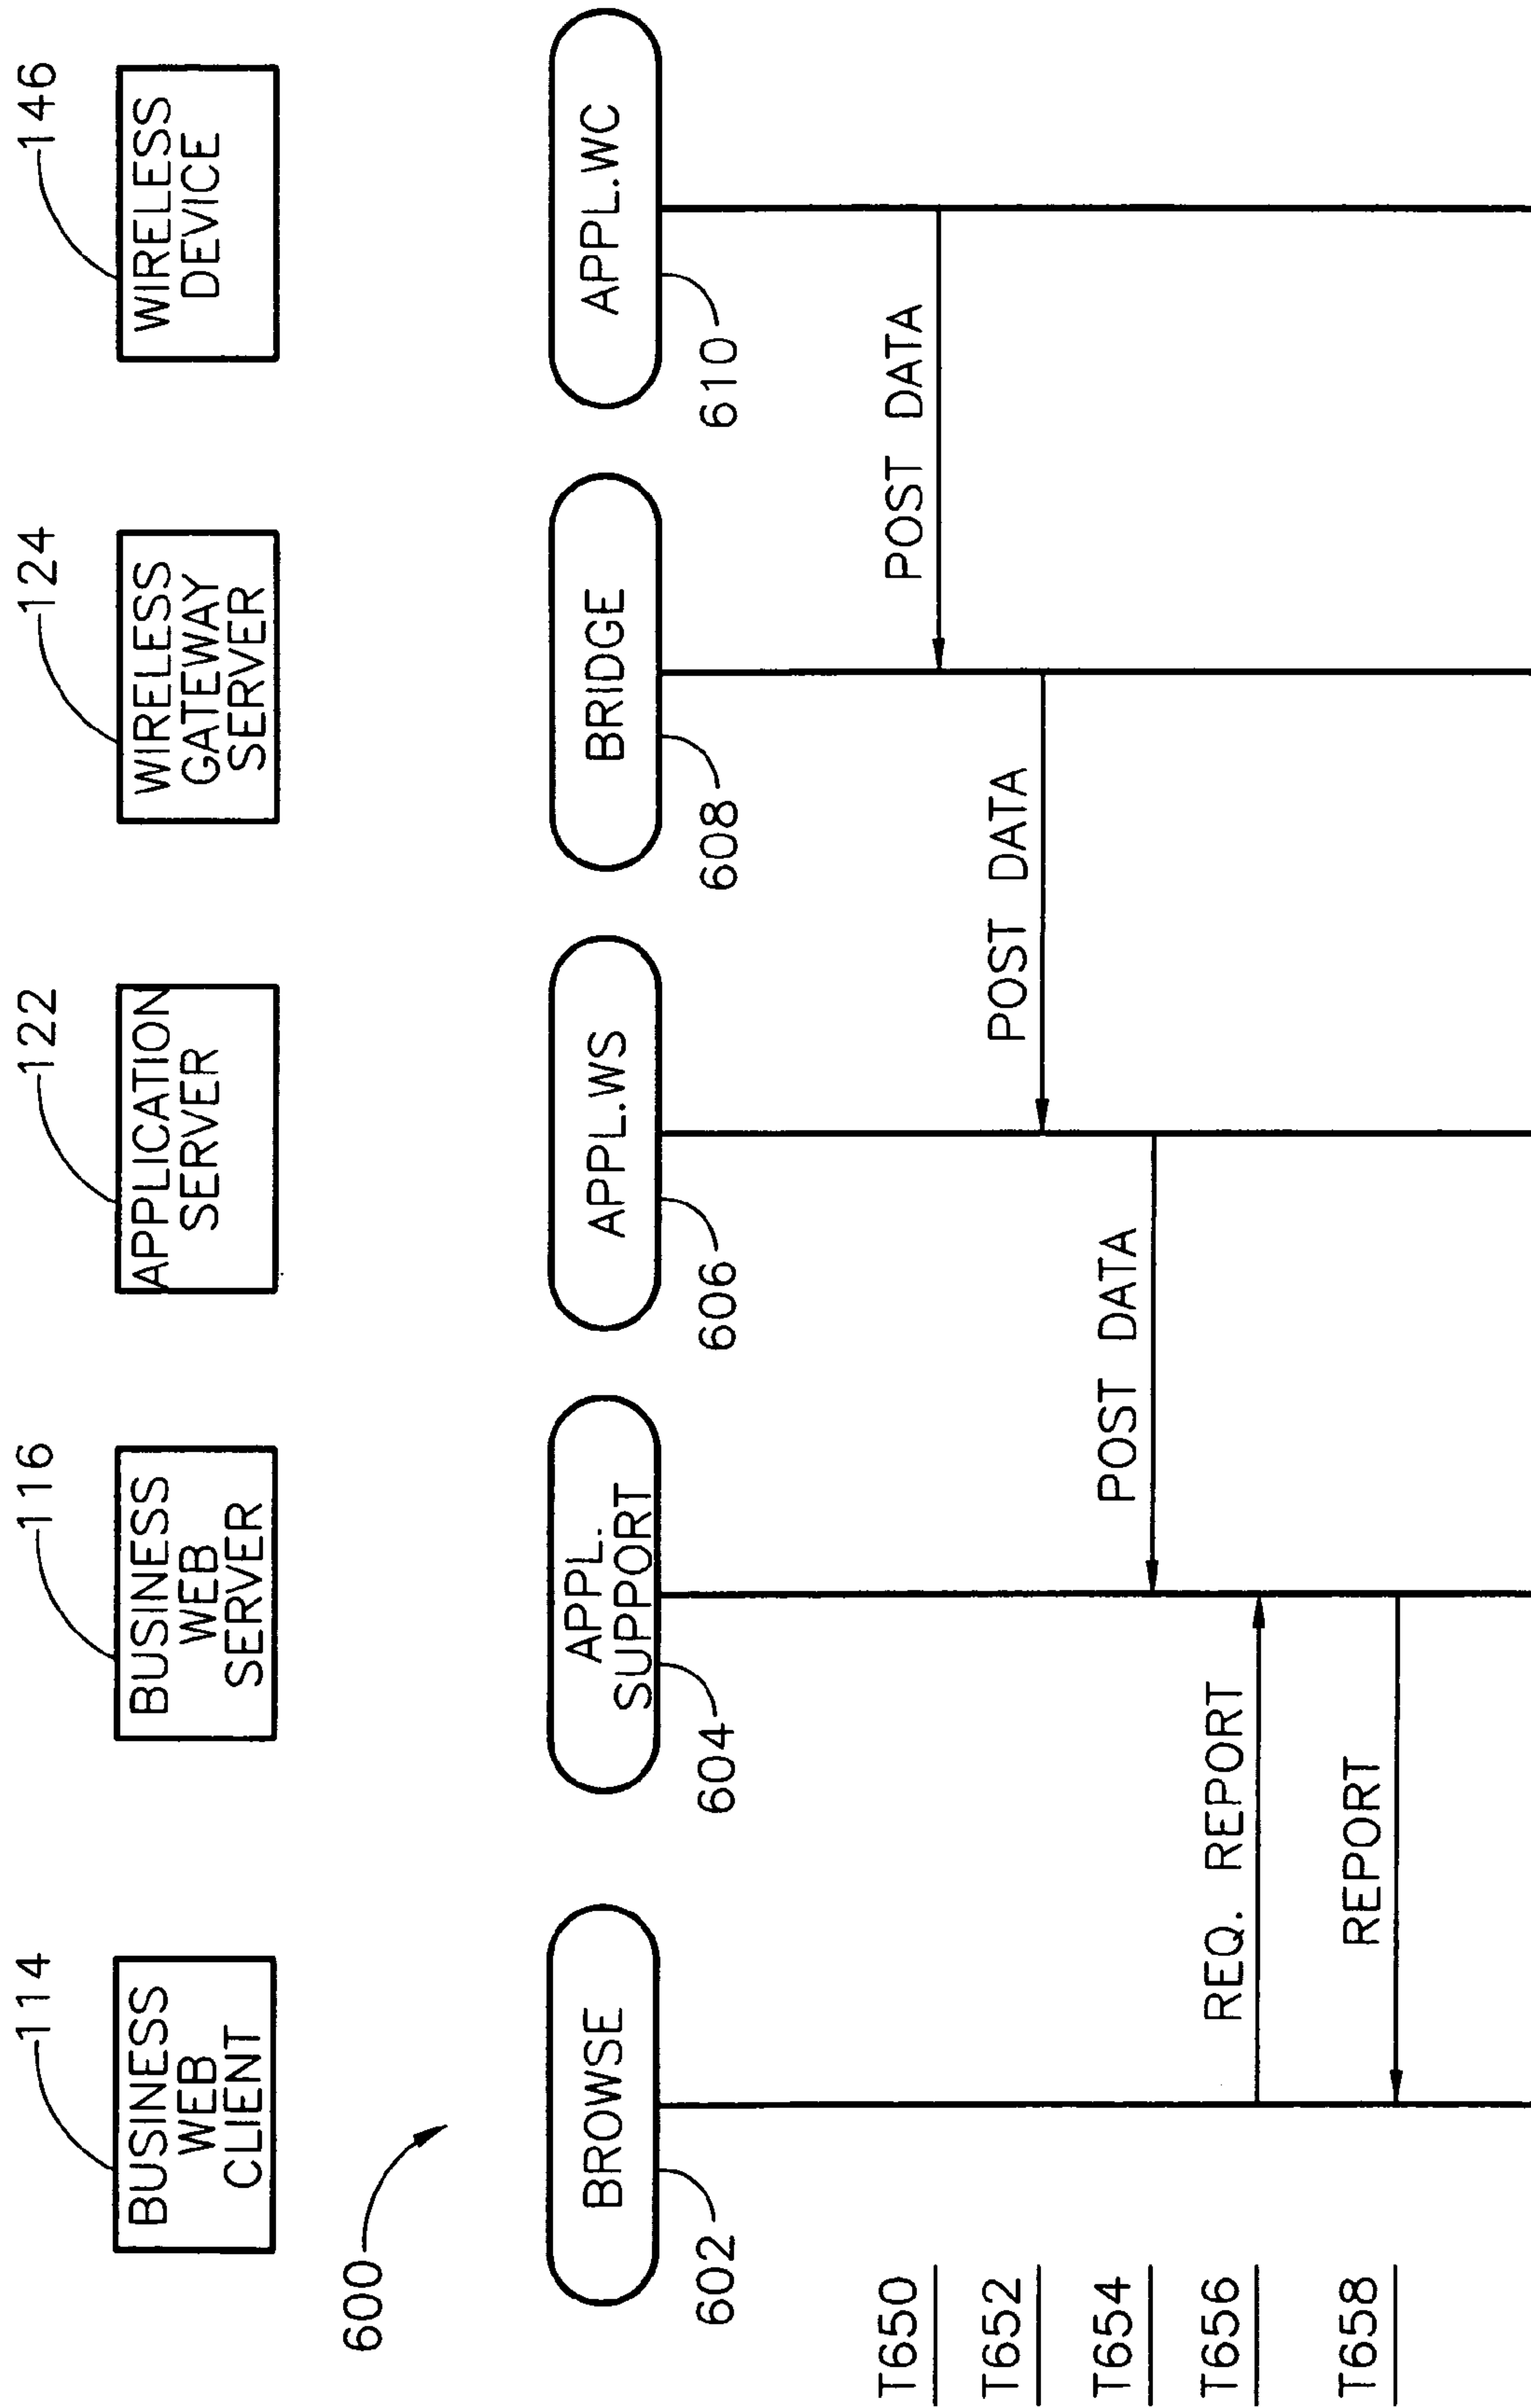 114
116
122
124
146
BUSINESS
WEB
CLIENT
BUSINESS
WEB
SERVER
APPLICATION
SERVER
WIRELESS
GATEWAY
SERVER
WIRELESS
DEVICE
600
BROWSE
APPL.
SUPPORT
APPL.WS
BRIDGE
APPL.WC
602
604
606
608
610
T650
POST DATA
T652
POST DATA
T654
POST DATA
T656
REQ. REPORT
T658
REPORT